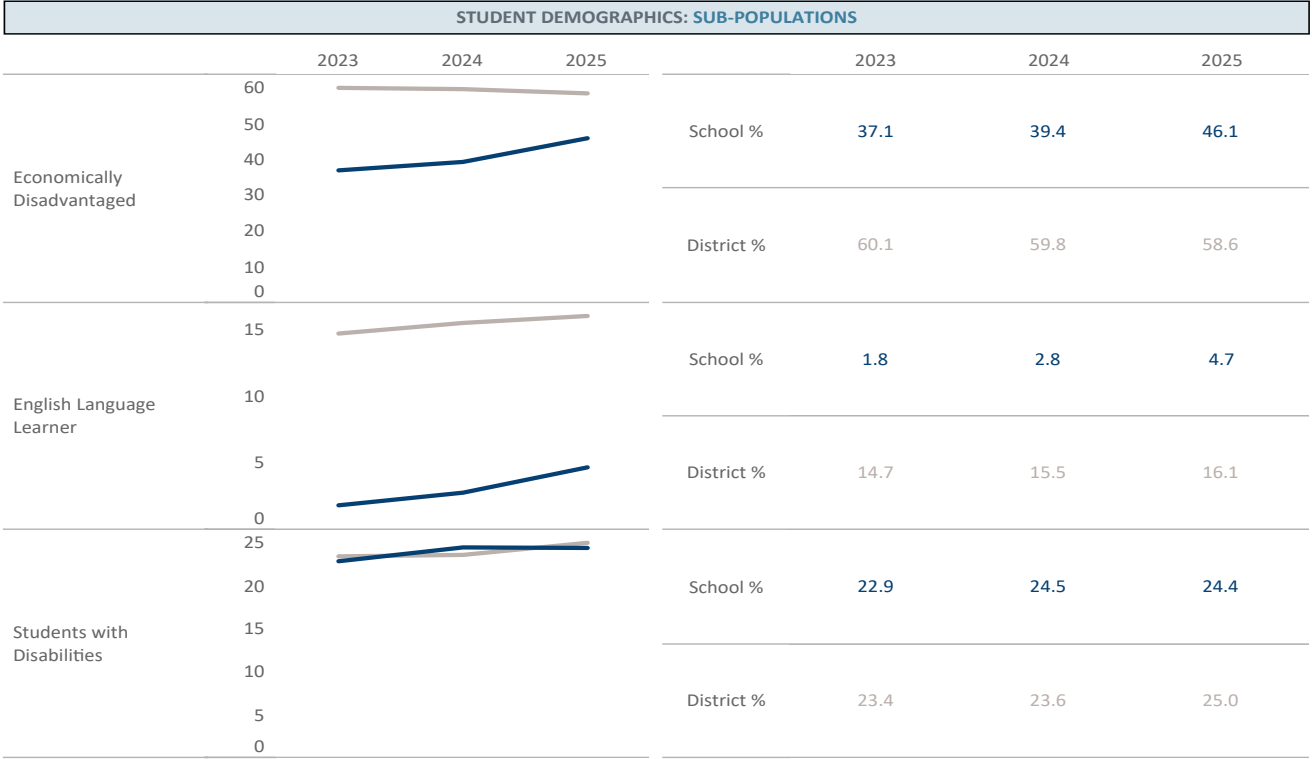 STUDENT DEMOGRAPHICS: SUB-POPULATIONS
2023 2024 2025 2023 2024 2025
Economically
Disadvantaged
60
50
40
30
20
10
0
School % 37.1 39.4 46.1
District % 60.1 59.8 58.6
English Language
Learner
15
10
5
0
School % 1.8 2.8 4.7
District % 14.7 15.5 16.1
Students with
Disabilities
25
20
15
10
5
0
School % 22.9 24.5 24.4
District % 23.4 23.6 25.0